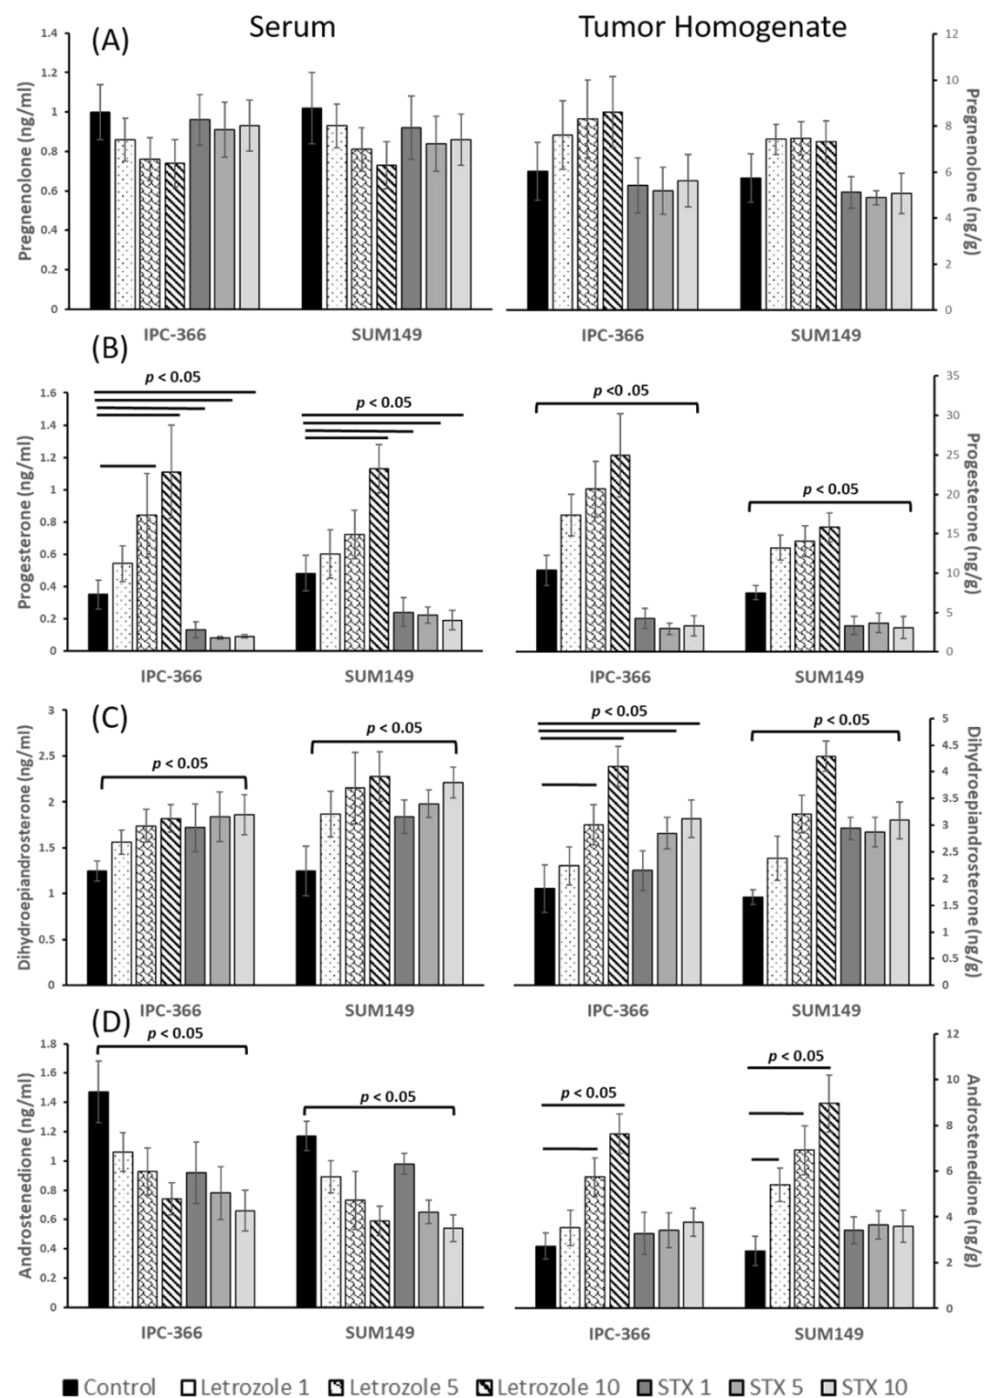 Serum
Tumor Homogenate
(A)
Pregnenolone (ng/ml)
1.4
1.2
1
0.8
0.6
0.4
0.2
0
IPC-366
SUM149
12
10
8
6
4
2
0
Pregnenolone (ng/g)
IPC-366
SUM149
(B)
Progesterone (ng/ml)
1.6
1.4
1.2
1
0.8
0.6
0.4
0.2
0
p < 0.05
p < 0.05
IPC-366
SUM149
p <0 .05
p < 0.05
35
30
25
20
15
10
5
0
Progesterone (ng/g)
IPC-366
SUM149
(C)
Dihydroepiandrosterone (ng/ml)
3
2.5
2
1.5
1
0.5
0
p < 0.05
p < 0.05
IPC-366
SUM149
p < 0.05
p < 0.05
5
4.5
4
3.5
3
2.5
2
1.5
1
0.5
0
Dihydroepiandrosterone (ng/g)
IPC-366
SUM149
(D)
Androstenedione (ng/ml)
1.8
1.6
1.4
1.2
1
0.8
0.6
0.4
0.2
0
p < 0.05
p < 0.05
IPC-366
SUM149
p < 0.05
p < 0.05
12
10
8
6
4
2
0
Androstenedione (ng/g)
IPC-366
SUM149
Control Letrozole 1 Letrozole 5 Letrozole 10 STX 1 STX 5 STX 10